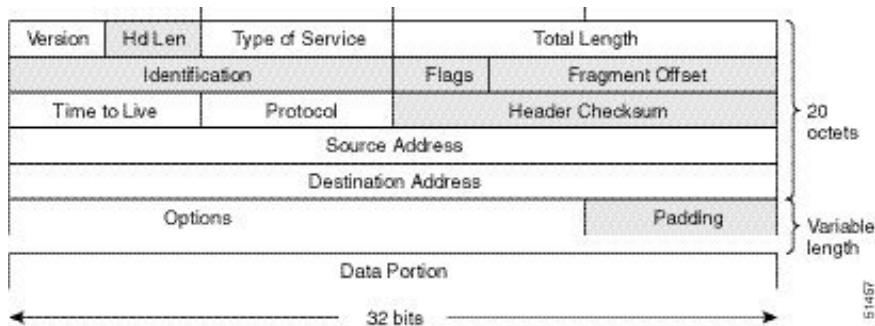 Version Hd Len Type of Service Total Length
Identification Flags Fragment Offset
Time to Live Protocol Header Checksum
Source Address
Destination Address
20
octets
Options Padding
Variable
length
Data Portion
32 bits
51457